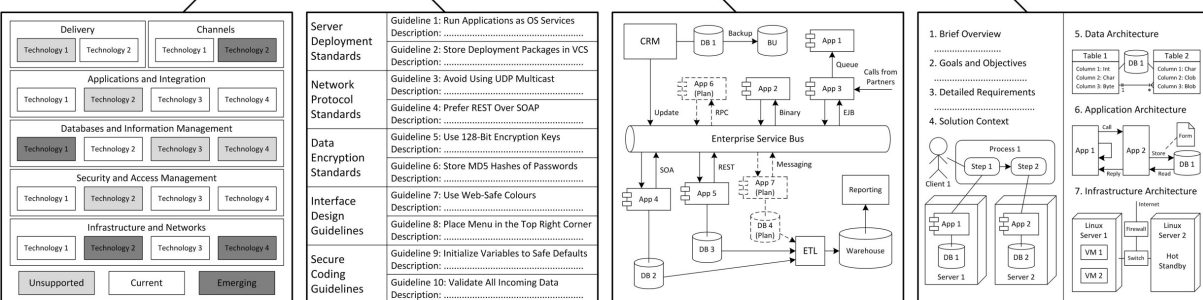 Delivery
Technology 1
Technology 2
Channels
Technology 1
Technology 2
Applications and Integration
Technology 1
Technology 2
Technology 3
Technology 4
Databases and Information Management
Technology 1
Technology 2
Technology 3
Technology 4
Security and Access Management
Technology 1
Technology 2
Technology 3
Technology 4
Infrastructure and Networks
Technology 1
Technology 2
Technology 3
Technology 4
Unsupported
Current
Emerging
Server
Deployment
Standards
Guideline 1: Run Applications as OS Services
Description: ...............................................
Guideline 2: Store Deployment Packages in VCS
Description: ...............................................
Network
Protocol
Standards
Guideline 3: Avoid Using UDP Multicast
Description: ...............................................
Guideline 4: Prefer REST Over SOAP
Description: ...............................................
Data
Encryption
Standards
Guideline 5: Use 128-Bit Encryption Keys
Description: ...............................................
Guideline 6: Store MD5 Hashes of Passwords
Description: ...............................................
Interface
Design
Guidelines
Guideline 7: Use Web-Safe Colours
Description: ...............................................
Guideline 8: Place Menu in the Top Right Corner
Description: ...............................................
Secure
Coding
Guidelines
Guideline 9: Initialize Variables to Safe Defaults
Description: ...............................................
Guideline 10: Validate All Incoming Data
Description: ...............................................
CRM
DB 1
Backup
BU
App 1
Queue
Calls from
Partners
App 6
(Plan)
App 2
App 3
Update
RPC
Binary
EJB
Enterprise Service Bus
SOA
REST
Messaging
App 4
App 5
App 7
(Plan)
Reporting
DB 4
(Plan)
DB 3
DB 2
ETL
Warehouse
1. Brief Overview
..............................
2. Goals and Objectives
..............................
3. Detailed Requirements
..............................
4. Solution Context
Process 1
Step 1
Step 2
Client 1
App 1
DB 1
Server 1
App 2
DB 2
Server 2
5. Data Architecture
Table 1
Column 1: Int
Column 2: Char
Column 3: Byte
DB 1
1
*
Table 2
Column 1: Char
Column 2: Clob
Column 3: Blob
6. Application Architecture
Call
App 1
App 2
Reply
Store
Form
DB 1
Read
7. Infrastructure Architecture
Internet
Linux
Server 1
VM 1
VM 2
Firewall
Switch
Linux
Server 2
Hot
Standby